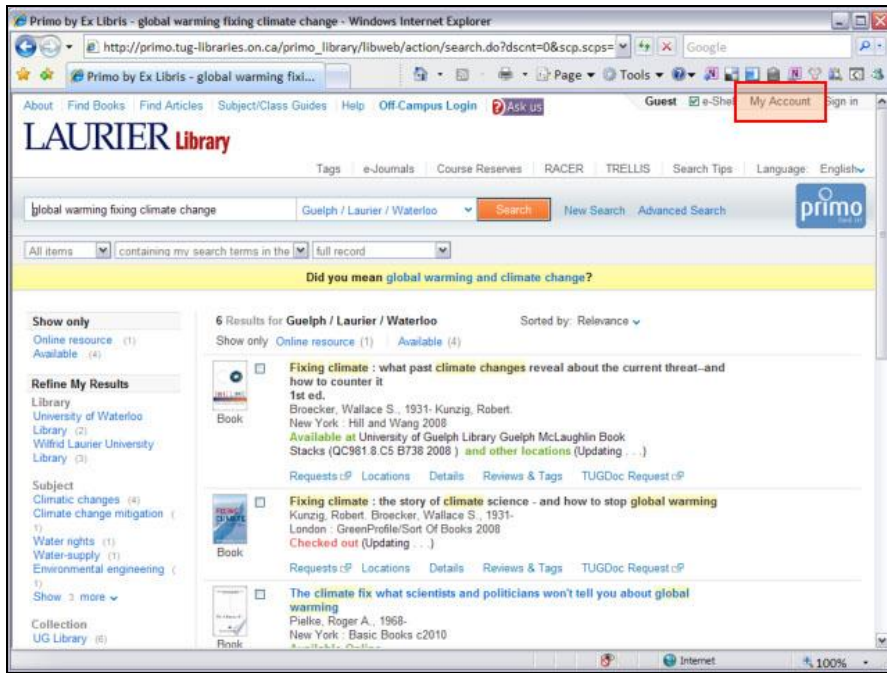 Primo by Ex Libris - global warming fixing climate change - Windows Internet Explorer
http://primo.tug-libraries.on.ca/primo_library/libweb/action/search.do?dscnt=0&scp.scps=
Google
Primo by Ex Libris - global warming fixi...
Page
Tools
About Find Books Find Articles Subject/Class Guides Help Off-Campus Login Ask us Guest e-Shelf My Account Sign in
LAURIER Library
Tags e-Journals Course Reserves RACER TRELLIS Search Tips Language: English
global warming fixing climate change Guelph / Laurier / Waterloo Search New Search Advanced Search
primo
All items containing my search terms in the full record
Did you mean global warming and climate change?
Show only
Online resource (1)
Available (4)
Refine My Results
Library
University of Waterloo
Library (2)
Wilfrid Laurier University
Library (3)
Subject
Climatic changes (4)
Climate change mitigation (
1)
Water rights (1)
Water-supply (1)
Environmental engineering (
1)
Show 3 more
Collection
UG Library (6)
6 Results for Guelph / Laurier / Waterloo Sorted by: Relevance
Show only Online resource (1) Available (4)
Fixing climate : what past climate changes reveal about the current threat--and
how to counter it
1st ed.
Broecker, Wallace S., 1931- Kunzig, Robert.
New York : Hill and Wang 2008
Available at University of Guelph Library Guelph McLaughlin Book
Stacks (QC981.8.C5 B738 2008 ) and other locations (Updating . . .)
Book
Requests Locations Details Reviews & Tags TUGDoc Request
Fixing climate : the story of climate science - and how to stop global warming
Kunzig, Robert. Broecker, Wallace S., 1931-
London : GreenProfile/Sort Of Books 2008
Checked out (Updating . . .)
Book
Requests Locations Details Reviews & Tags TUGDoc Request
The climate fix what scientists and politicians won't tell you about global
warming
Pielke, Roger A., 1968-
New York : Basic Books c2010
Available Online
Book
Internet
100%